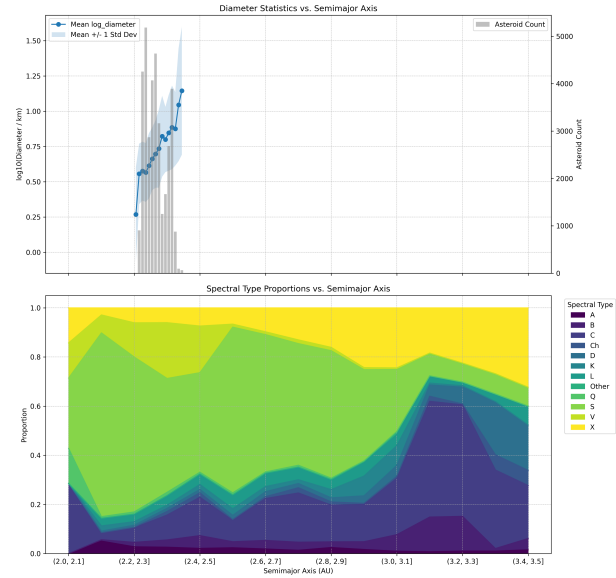 Diameter Statistics vs. Semimajor Axis
Mean log_diameter
Mean +/- 1 Std Dev
Asteroid Count
1.50
1.25
1.00
0.75
0.50
0.25
0.00
log10(Diameter / km)
5000
4000
3000
2000
1000
0
Asteroid Count
Spectral Type Proportions vs. Semimajor Axis
1.0
0.8
0.6
0.4
0.2
0.0
Proportion
(2.0, 2.1]
(2.2, 2.3]
(2.4, 2.5]
(2.6, 2.7]
(2.8, 2.9]
(3.0, 3.1]
(3.2, 3.3]
(3.4, 3.5]
Semimajor Axis (AU)
Spectral Type
A
B
C
Ch
D
K
L
Other
Q
S
V
X